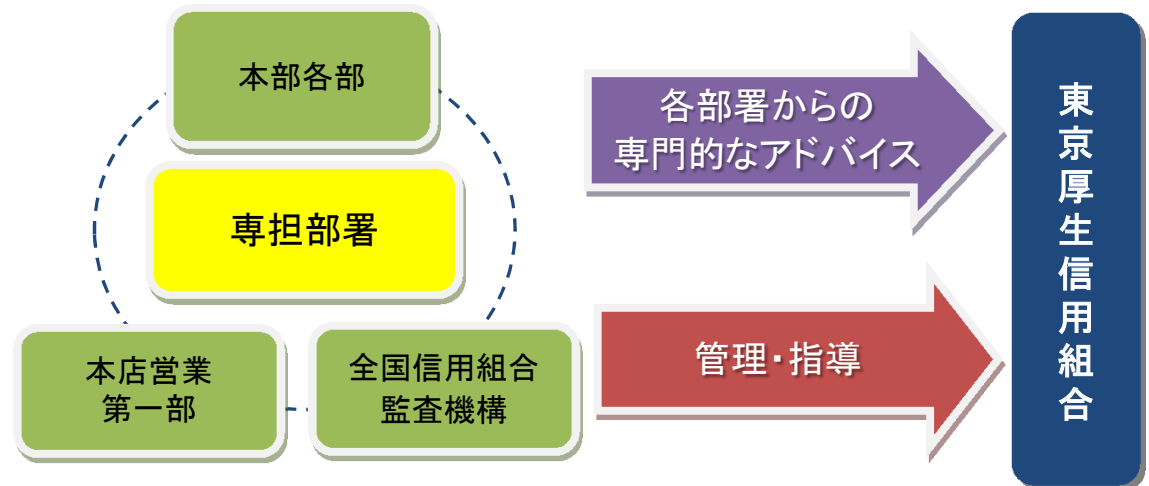 本部各部
専担部署
本店営業
第一部
全国信用組合
監査機構
各部署からの
専門的なアドバイス
管理・指導
東京厚生信用組合